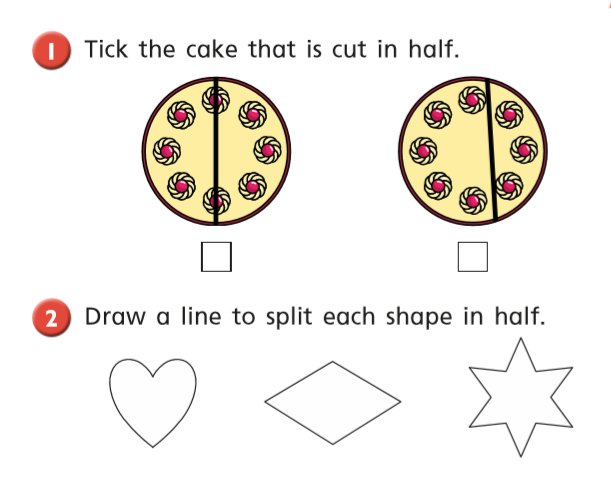 1 Tick the cake that is cut in half.
2 Draw a line to split each shape in half.